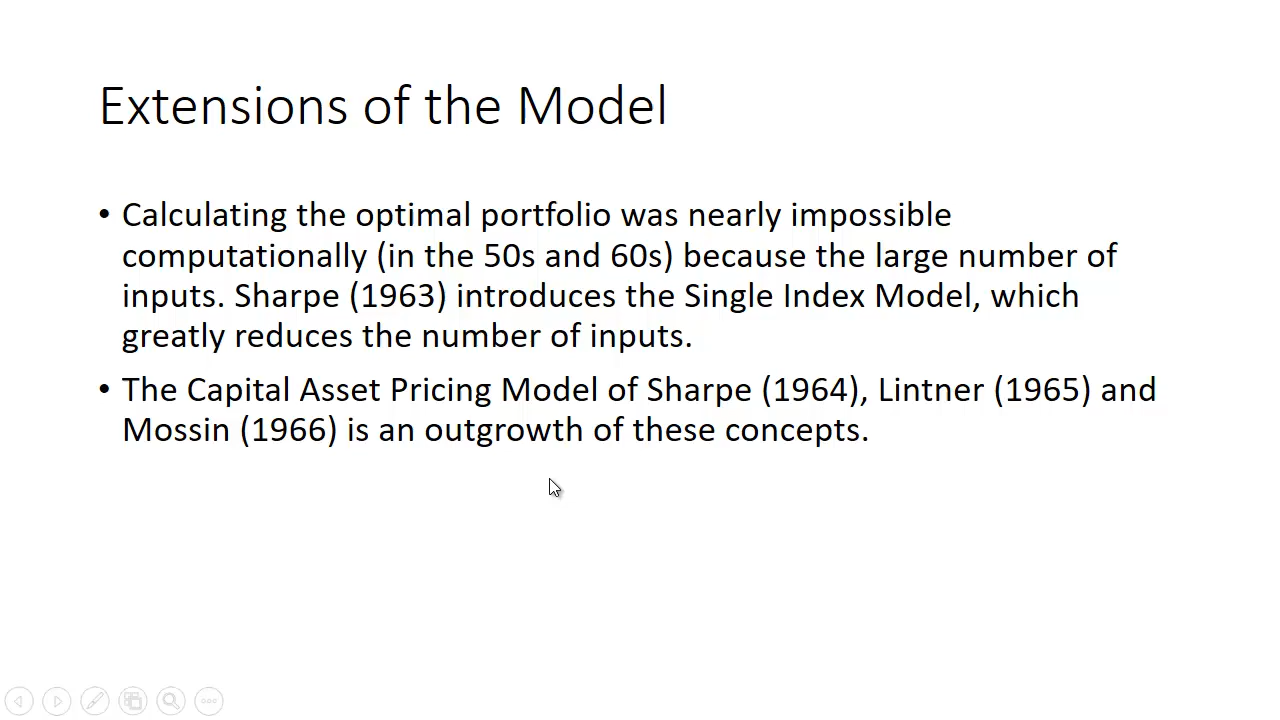 Extensions of the Model
• Calculating the optimal portfolio was nearly impossible
computationally (in the 50s and 60s) because the large number of
inputs. Sharpe (1963) introduces the Single Index Model, which
greatly reduces the number of inputs.
• The Capital Asset Pricing Model of Sharpe (1964), Lintner (1965) and
Mossin (1966) is an outgrowth of these concepts.